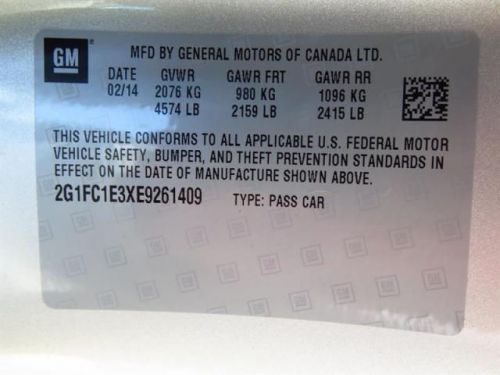 GM
MFD BY GENERAL MOTORS OF CANADA LTD.
DATE GVWR GAWR FRT GAWR RR
02/14 2076 KG 980 KG 1096 KG
4574 LB 2159 LB 2415 LB
THIS VEHICLE CONFORMS TO ALL APPLICABLE U.S. FEDERAL MOTOR
VEHICLE SAFETY, BUMPER, AND THEFT PREVENTION STANDARDS IN
EFFECT ON THE DATE OF MANUFACTURE SHOWN ABOVE.
2G1FC1E3XE9261409 TYPE: PASS CAR